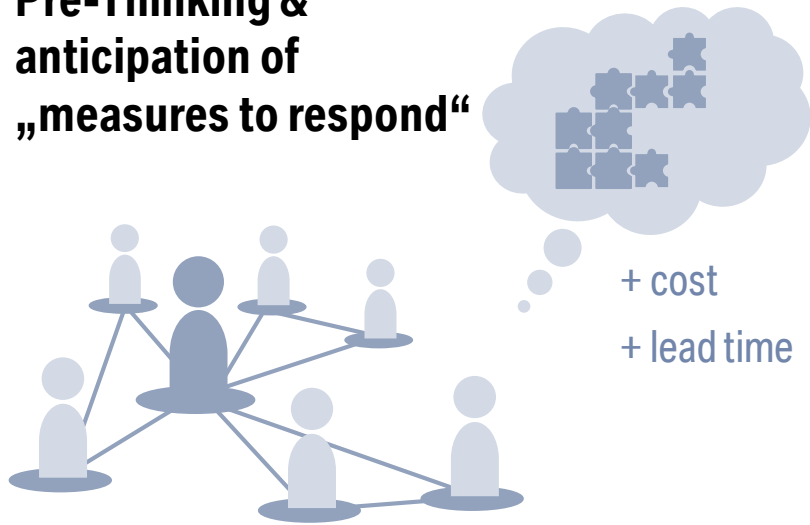 Pre-Thinking &
anticipation of
„measures to respond“
+ cost
+ lead time